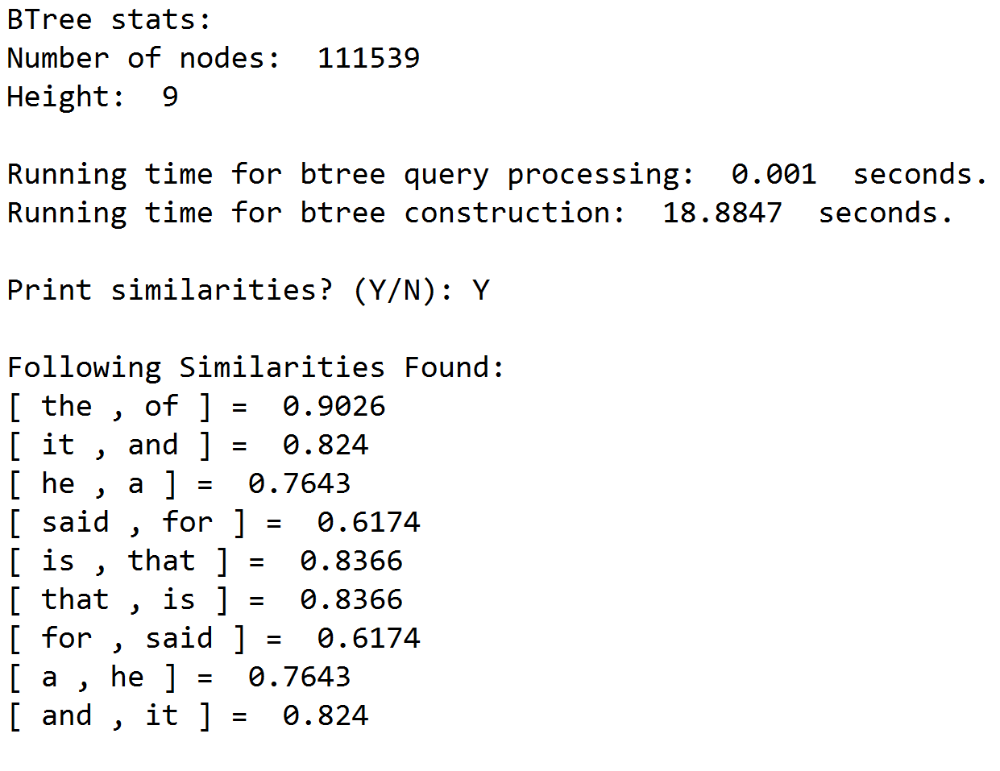 BTree stats:
Number of nodes:  111539
Height:  9
Running time for btree query processing:  0.001  seconds.
Running time for btree construction:  18.8847  seconds.
Print similarities? (Y/N): Y
Following Similarities Found:
[ the , of ] =  0.9026
[ it , and ] =  0.824
[ he , a ] =  0.7643
[ said , for ] =  0.6174
[ is , that ] =  0.8366
[ that , is ] =  0.8366
[ for , said ] =  0.6174
[ a , he ] =  0.7643
[ and , it ] =  0.824